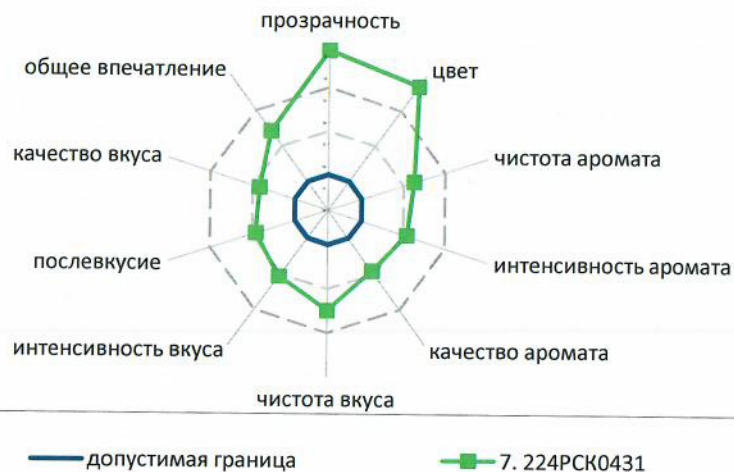 прозрачность
общее впечатление
цвет
качество вкуса
чистота аромата
послевкусие
интенсивность аромата
интенсивность вкуса
качество аромата
чистота вкуса
допустимая граница
7. 224РСК0431